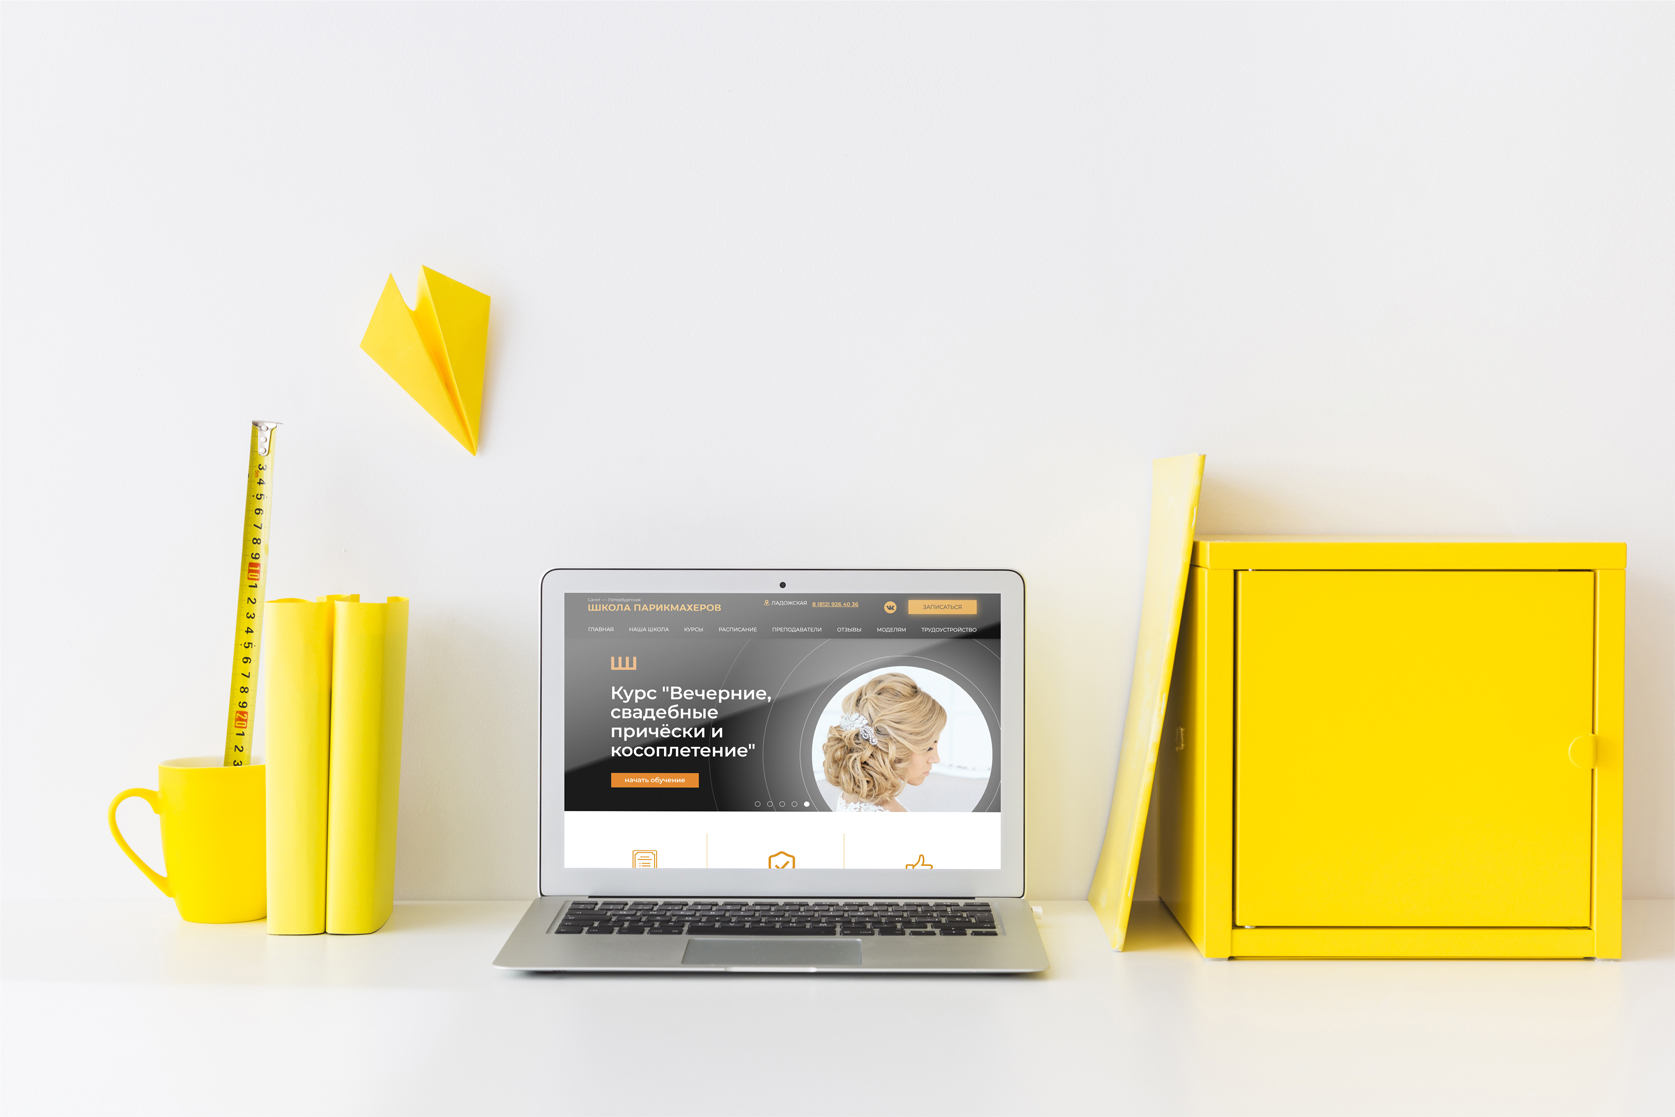 3
4
5
6
7
8
9
10
1
2
3
4
5
6
7
8
9
20
1
2
3
Санкт — Петербургская
ШКОЛА ПАРИКМАХЕРОВ
ЛАДОЖСКАЯ 8 (812) 926 40 36
ЗАПИСАТЬСЯ
ГЛАВНАЯ НАША ШКОЛА КУРСЫ РАСПИСАНИЕ ПРЕПОДАВАТЕЛИ ОТЗЫВЫ МОДЕЛЯМ ТРУДОУСТРОЙСТВО
Ш
Курс "Вечерние,
свадебные
причёски и
косоплетение"
начать обучение